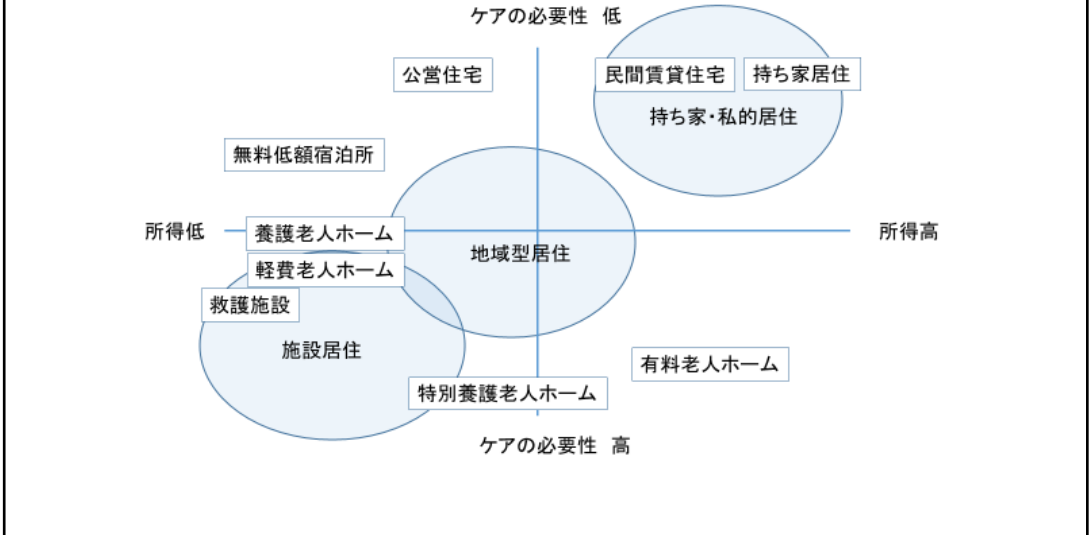 ケアの必要性 低
公営住宅
民間賃貸住宅
持ち家居住
持ち家・私的居住
無料低額宿泊所
所得低
養護老人ホーム
所得高
地域型居住
軽費老人ホーム
救護施設
施設居住
有料老人ホーム
特別養護老人ホーム
ケアの必要性 高